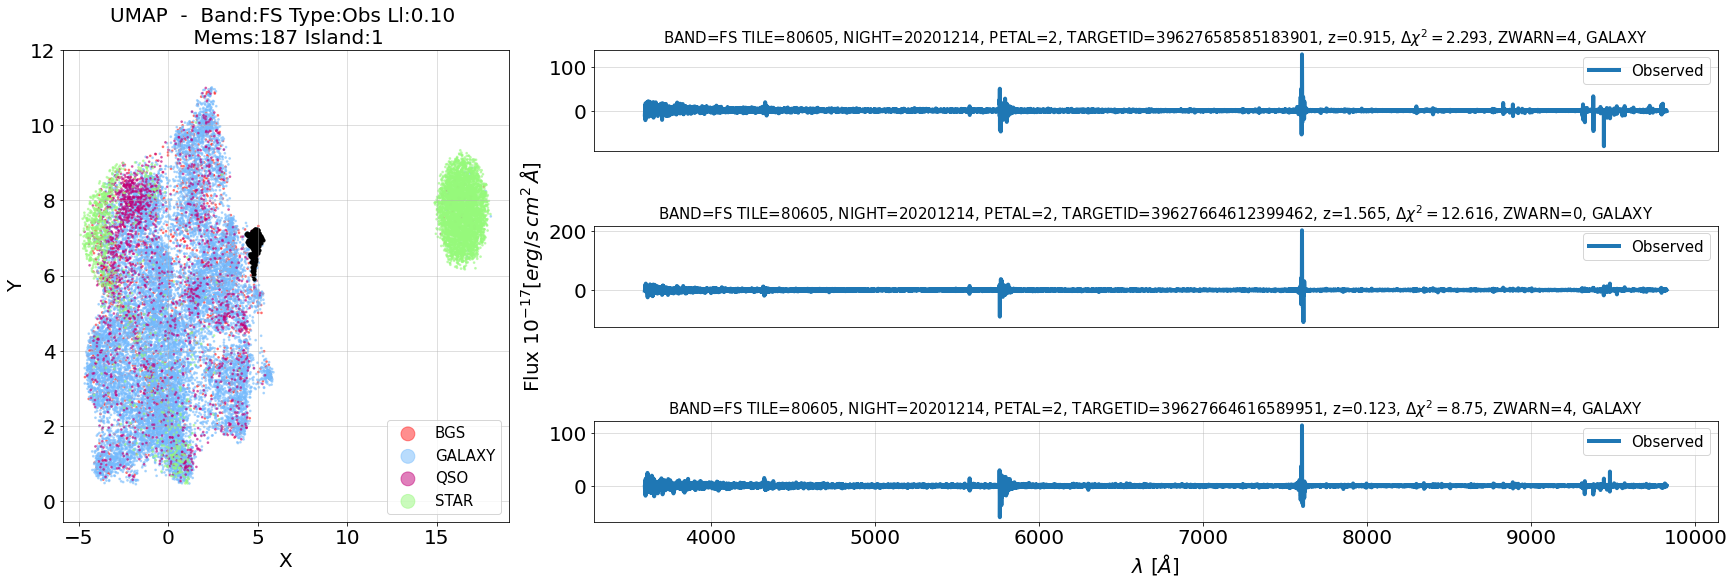 UMAP - Band:FS Type:Obs Ll:0.10
Mems:187 Island:1
12
10
8
6
4
2
0
Y
−5
0
5
10
15
X
BGS
GALAXY
QSO
STAR
Flux 10⁻¹⁷[erg/s cm² Å]
BAND=FS TILE=80605, NIGHT=20201214, PETAL=2, TARGETID=39627658585183901, z=0.915, Δχ² = 2.293, ZWARN=4, GALAXY
100
0
Observed
BAND=FS TILE=80605, NIGHT=20201214, PETAL=2, TARGETID=39627664612399462, z=1.565, Δχ² = 12.616, ZWARN=0, GALAXY
200
0
Observed
BAND=FS TILE=80605, NIGHT=20201214, PETAL=2, TARGETID=39627664616589951, z=0.123, Δχ² = 8.75, ZWARN=4, GALAXY
100
0
Observed
4000
5000
6000
7000
8000
9000
10000
λ [Å]